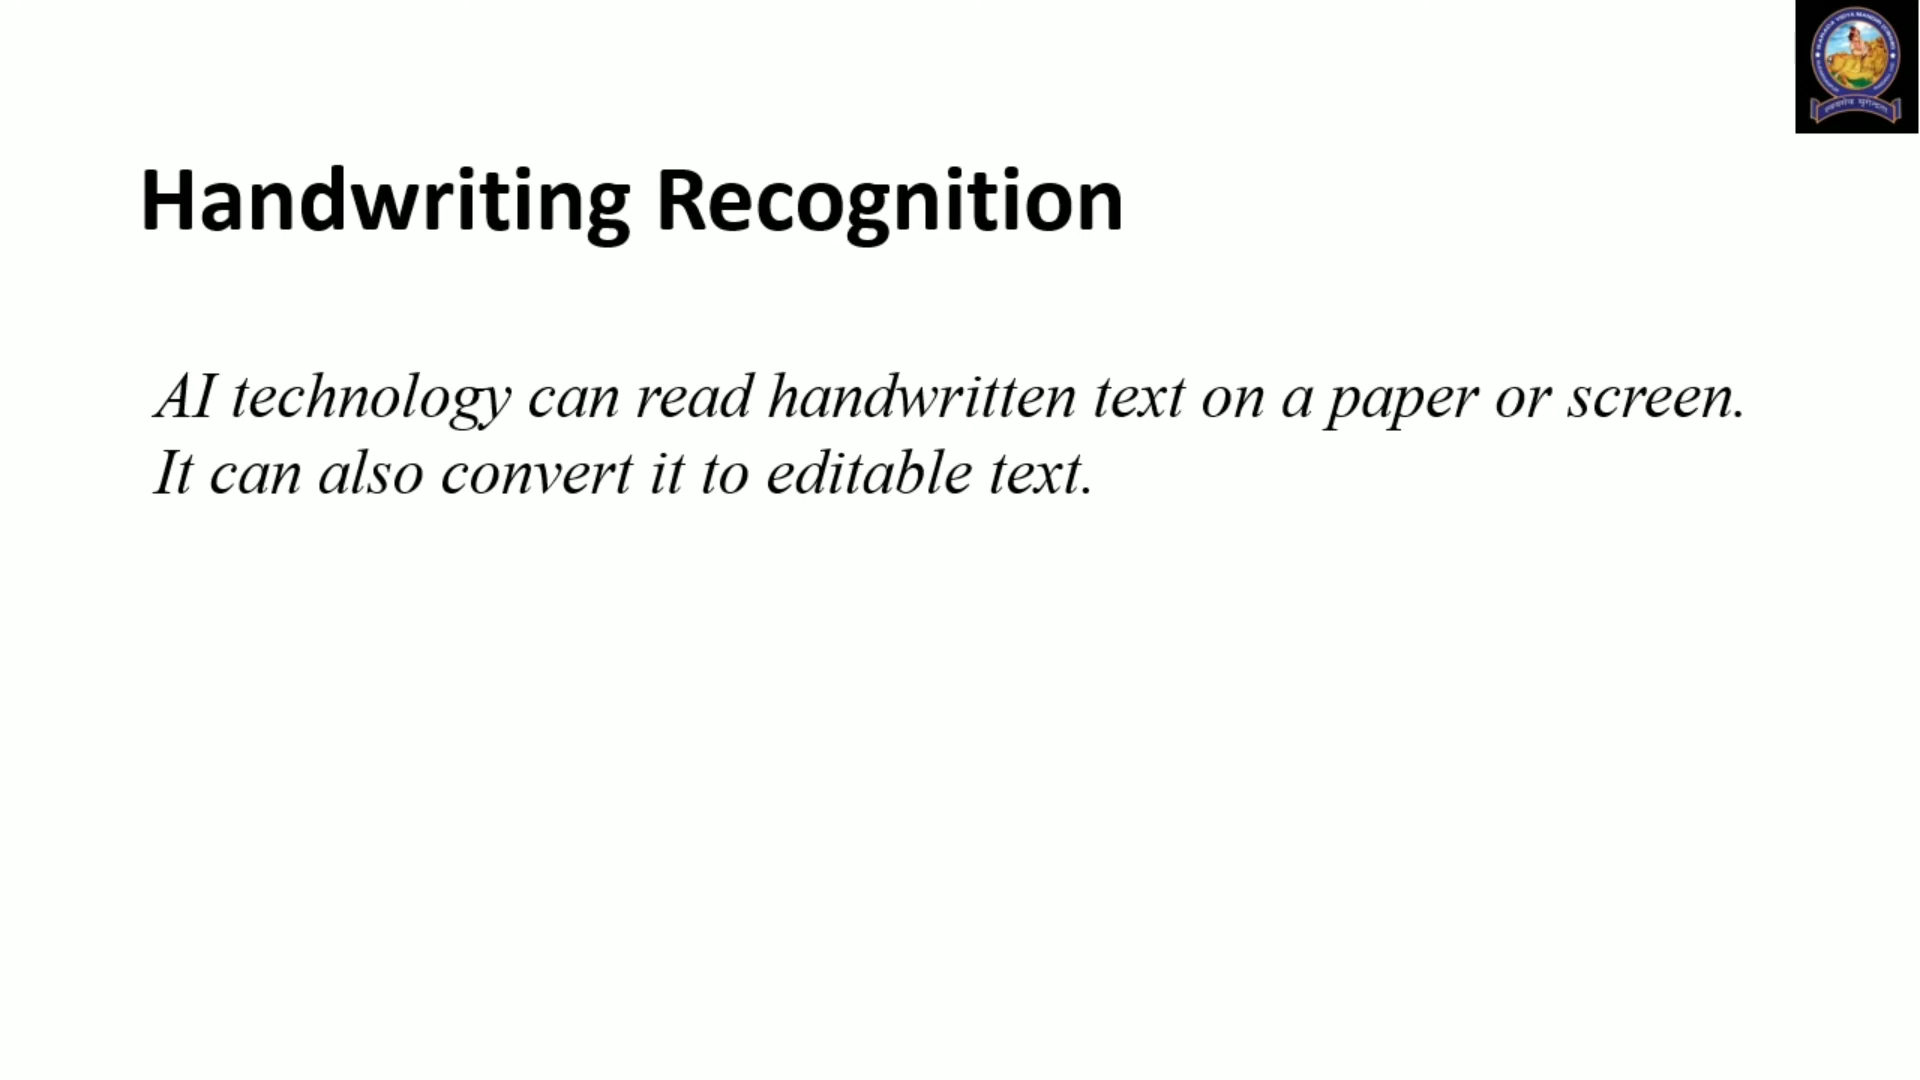 Handwriting Recognition
AI technology can read handwritten text on a paper or screen.
It can also convert it to editable text.